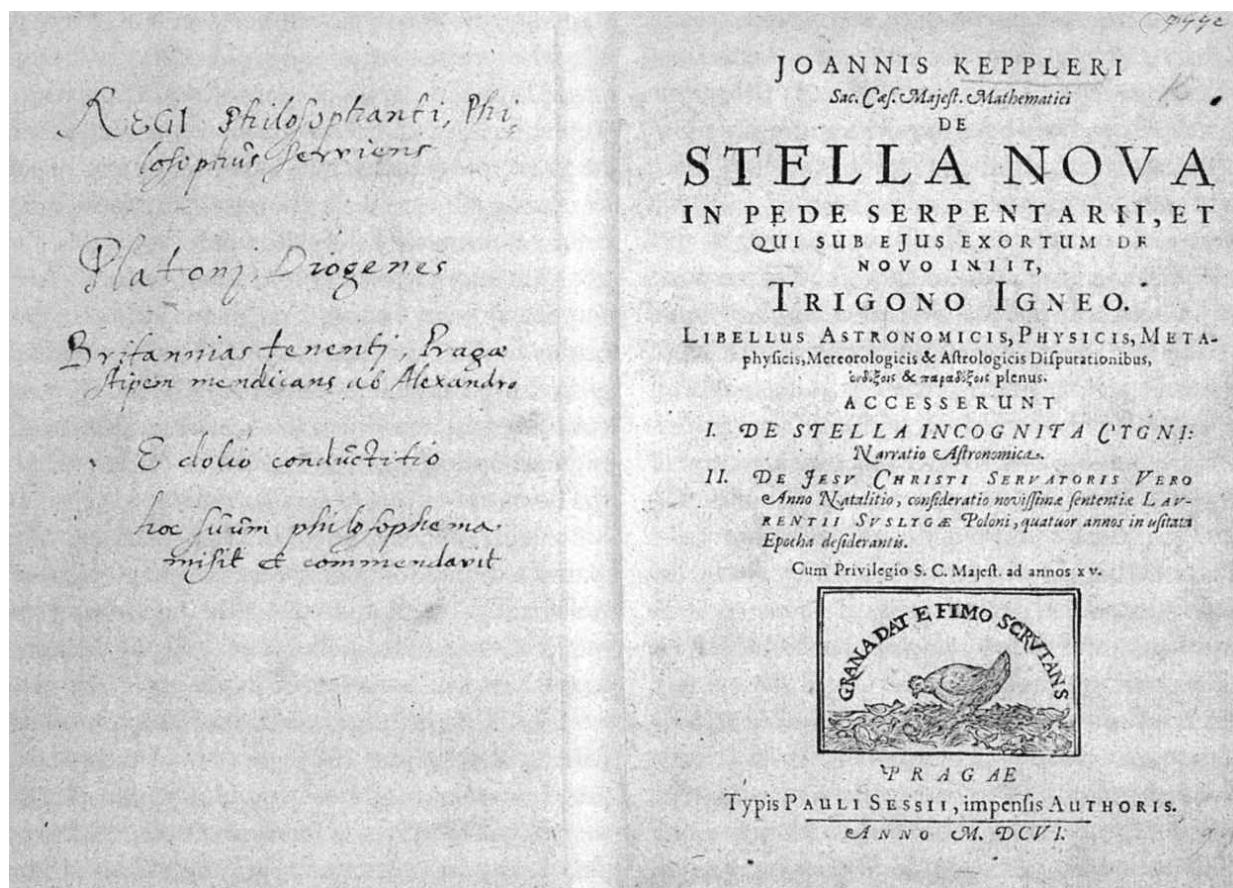 REGI Philosophanti, Phi,
losophus serviens
Platonj Diogenes
Britannias tenentj, Pragæ
stipem mendicans ab Alexandro
E dolio conductitio
hoc suum philosophema
misit et commendavit
JOANNIS KEPPLERI
Sac. Cæs. Majest. Mathematici
DE
STELLA NOVA
IN PEDE SERPENTARII, ET
QUI SUB EJUS EXORTUM DE
NOVO INIIT,
TRIGONO IGNEO.
LIBELLUS ASTRONOMICIS, PHYSICIS, META-
physicis, Meteorologicis & Astrologicis Disputationibus,
ἐνδόξοις & παραδόξοις plenus.
ACCESSERUNT
I. DE STELLA INCOGNITA CYGNI:
Narratio Astronomica.
II. DE JESU CHRISTI SERVATORIS VERO
Anno Natalitio, consideratio novissimæ sententiæ LAU-
RENTII SUSLYGÆ Poloni, quatuor annos in usitata
Epocha desiderantis.
Cum Privilegio S. C. Majest. ad annos xv.
GRANA DAT E FIMO SCRVTANS
PRAGAE
Typis PAULI SESSII, impensis AUTHORIS.
ANNO M. DCVI.